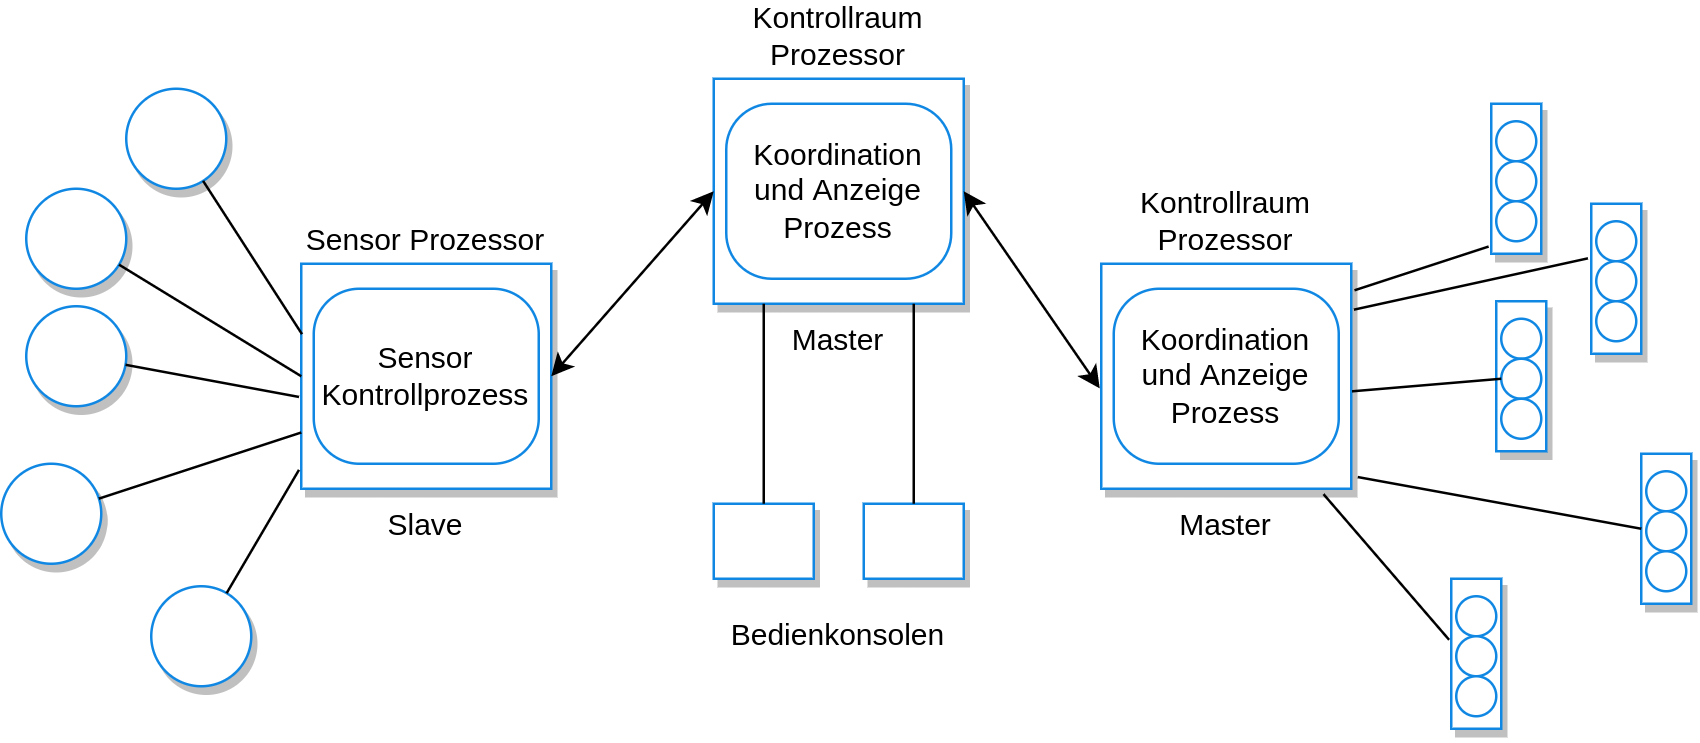 Kontrollraum
Prozessor
Koordination
und Anzeige
Prozess
Master
Sensor Prozessor
Sensor
Kontrollprozess
Slave
Kontrollraum
Prozessor
Koordination
und Anzeige
Prozess
Master
Bedienkonsolen